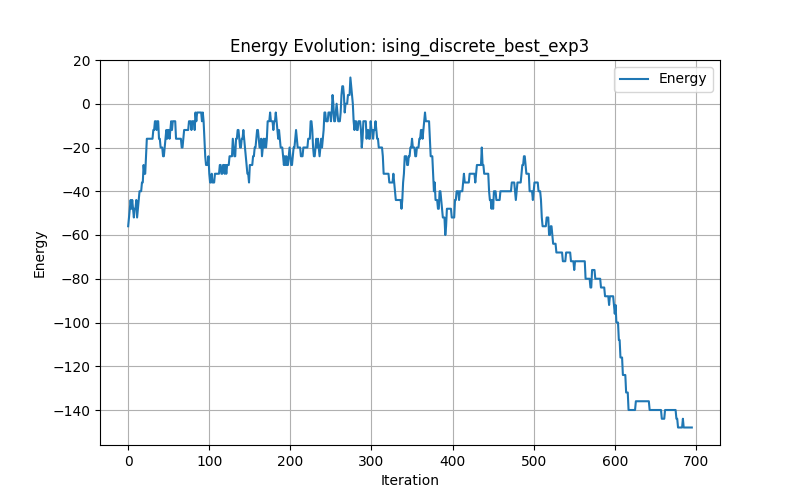 Energy Evolution: ising_discrete_best_exp3
Energy
20
0
−20
−40
−60
−80
−100
−120
−140
Energy
0 100 200 300 400 500 600 700
Iteration